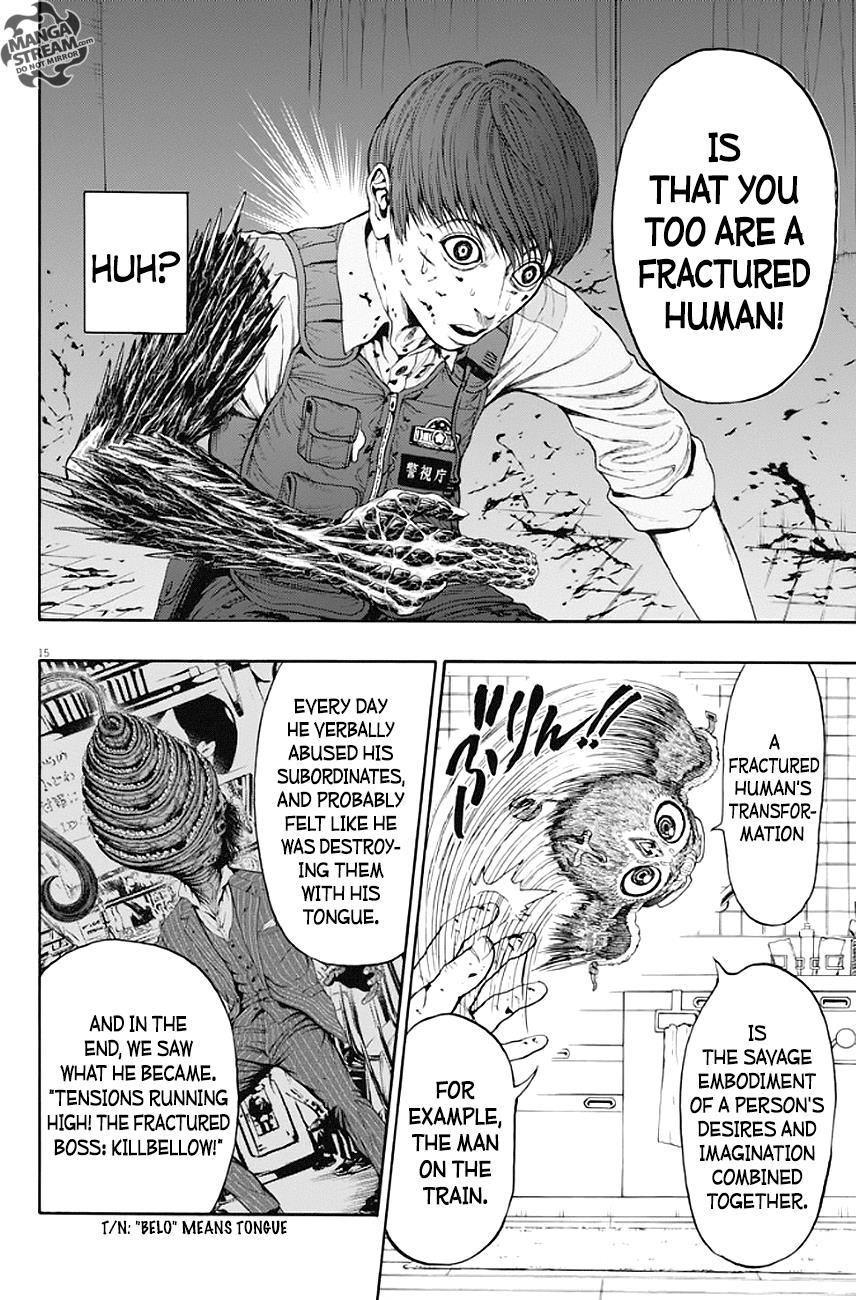 MANGA
STREAM
.com
DO NOT MIRROR
IS
THAT YOU
TOO ARE A
FRACTURED
HUMAN!
HUH?
警視庁
15
A
FRACTURED
HUMAN'S
TRANSFOR-
MATION
ぶりん!!
IS
THE SAVAGE
EMBODIMENT
OF A PERSON'S
DESIRES AND
IMAGINATION
COMBINED
TOGETHER.
FOR
EXAMPLE,
THE MAN
ON THE
TRAIN.
EVERY DAY
HE VERBALLY
ABUSED HIS
SUBORDINATES,
AND PROBABLY
FELT LIKE HE
WAS DESTROY-
ING THEM
WITH HIS
TONGUE.
AND IN THE
END, WE SAW
WHAT HE BECAME.
"TENSIONS RUNNING
HIGH! THE FRACTURED
BOSS: KILLBELLOW!"
T/N: "BELO" MEANS TONGUE